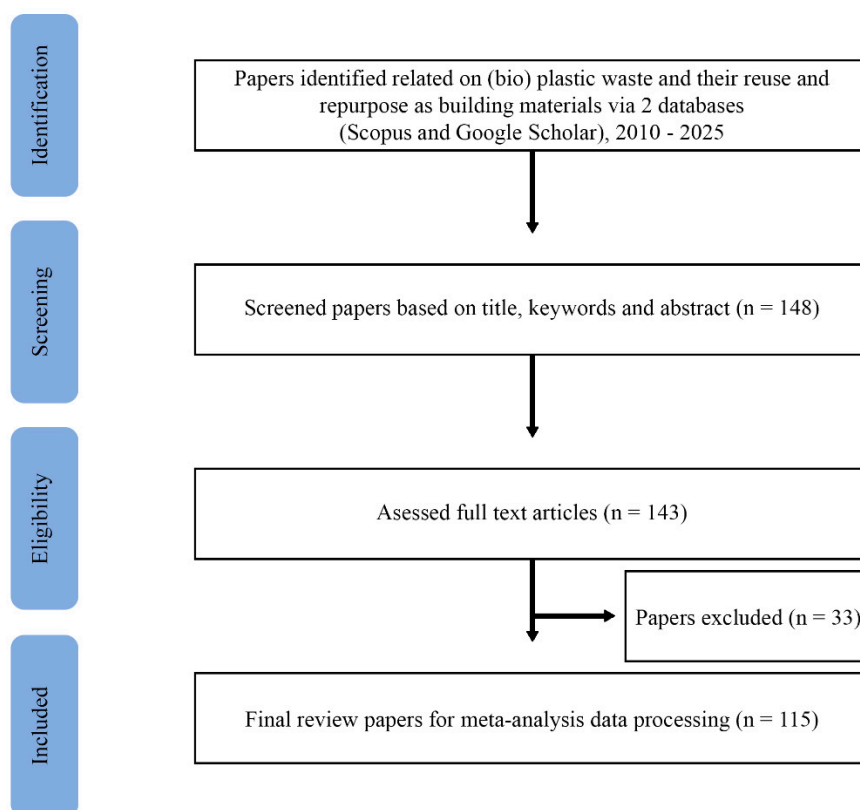 Identification
Papers identified related on (bio) plastic waste and their reuse and
repurpose as building materials via 2 databases
(Scopus and Google Scholar), 2010 - 2025
Screening
Screened papers based on title, keywords and abstract (n = 148)
Eligibility
Asessed full text articles (n = 143)
Papers excluded (n = 33)
Included
Final review papers for meta-analysis data processing (n = 115)